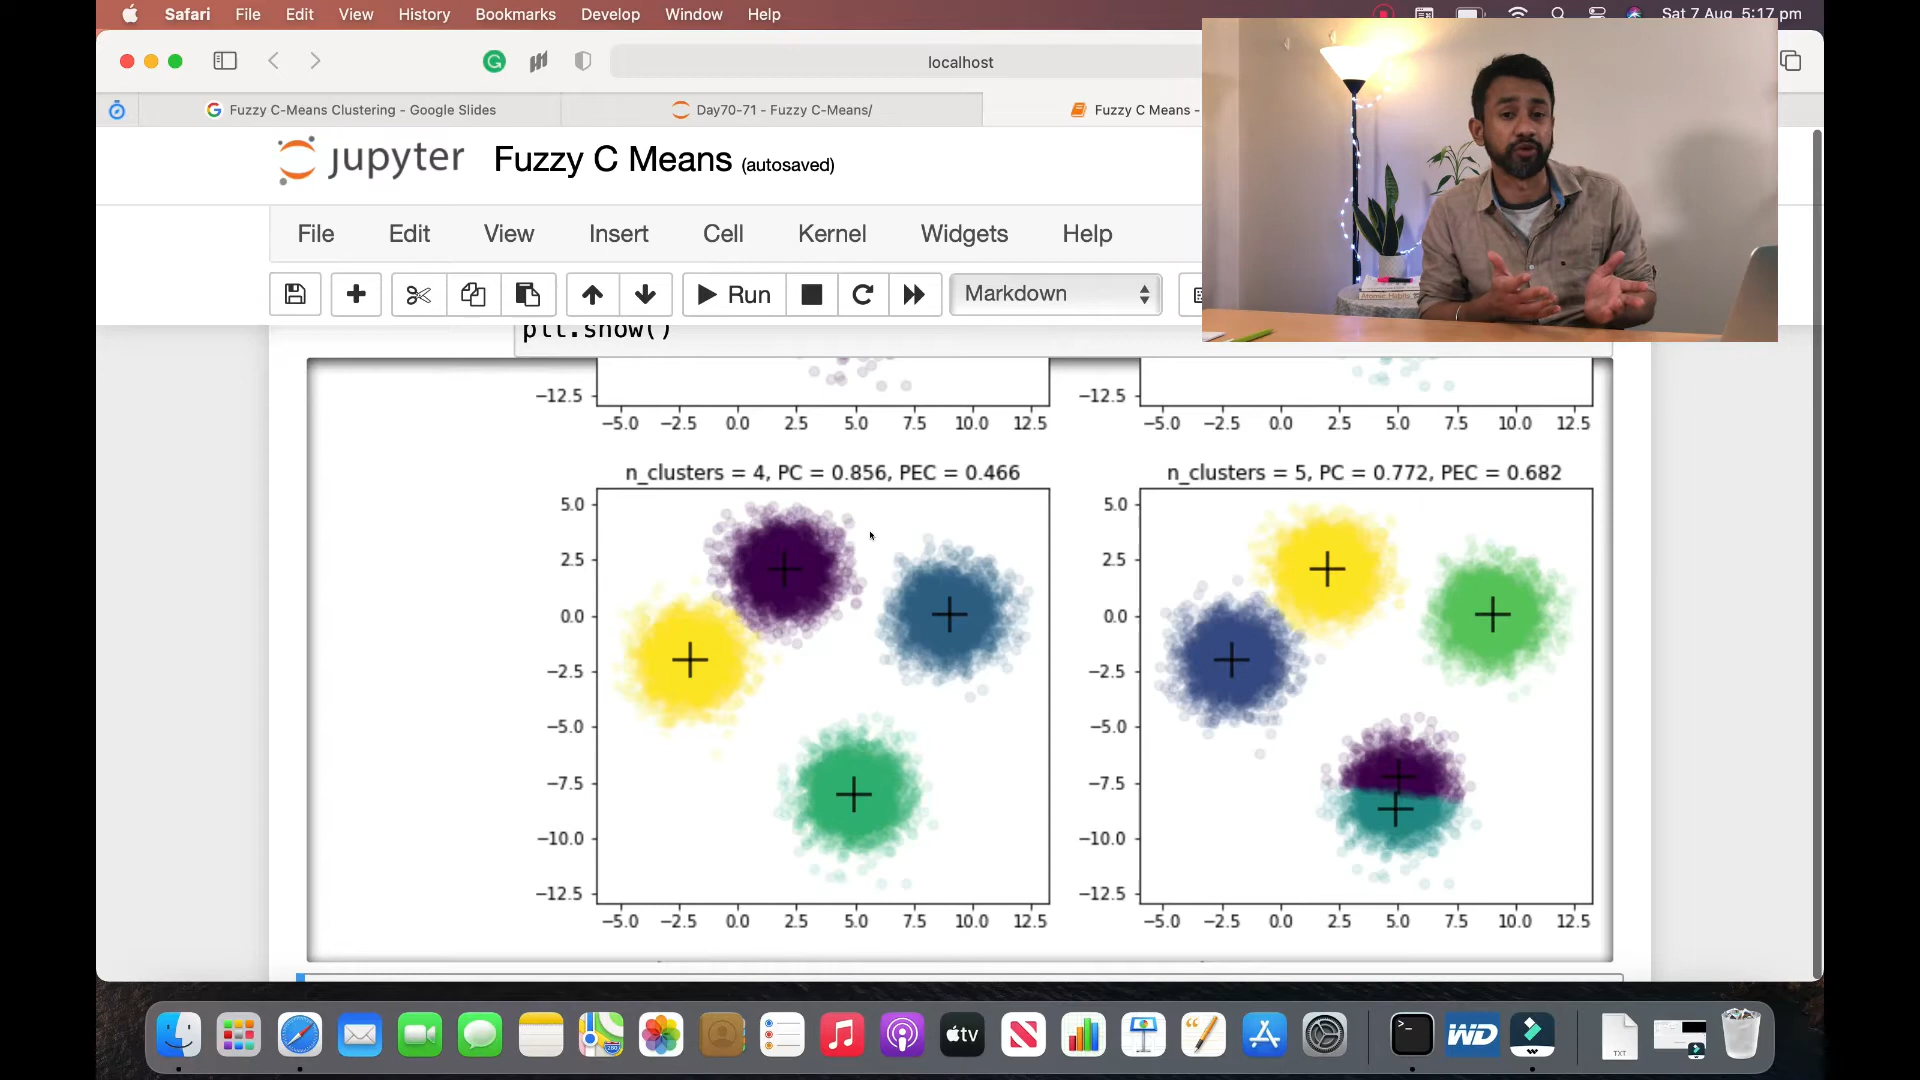 Safari File Edit View History Bookmarks Develop Window Help Sat 7 Aug 5:17 pm
localhost
Fuzzy C-Means Clustering - Google Slides Day70-71 - Fuzzy C-Means/ Fuzzy C Means -
jupyter Fuzzy C Means (autosaved)
File Edit View Insert Cell Kernel Widgets Help
Run Markdown
Atomic Habits
plt.show()
−12.5 −12.5
−5.0 −2.5 0.0 2.5 5.0 7.5 10.0 12.5 −5.0 −2.5 0.0 2.5 5.0 7.5 10.0 12.5
n_clusters = 4, PC = 0.856, PEC = 0.466 n_clusters = 5, PC = 0.772, PEC = 0.682
5.0 5.0
2.5 2.5
0.0 0.0
−2.5 −2.5
−5.0 −5.0
−7.5 −7.5
−10.0 −10.0
−12.5 −12.5
−5.0 −2.5 0.0 2.5 5.0 7.5 10.0 12.5 −5.0 −2.5 0.0 2.5 5.0 7.5 10.0 12.5
tv WD TXT